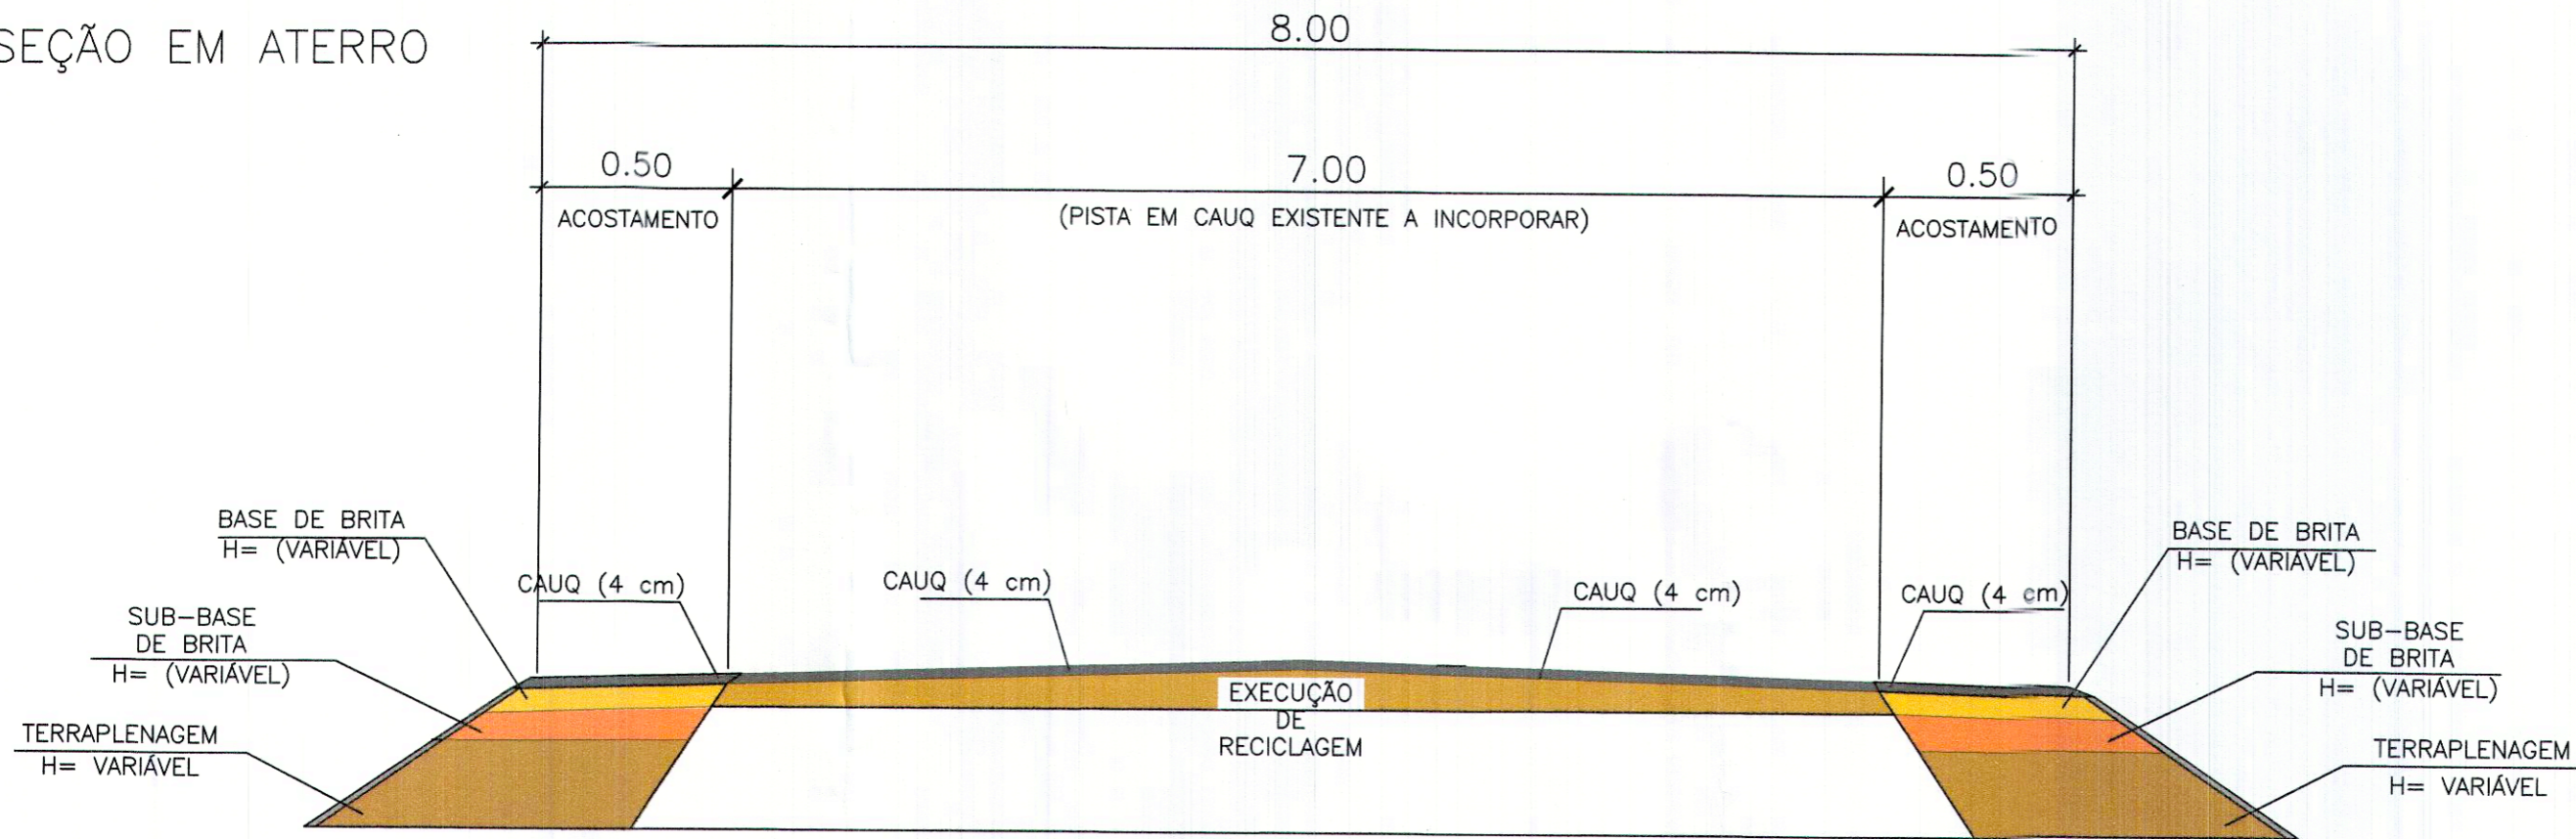 SEÇÃO EM ATERRO
8.00
0.50
7.00
0.50
ACOSTAMENTO
(PISTA EM CAUQ EXISTENTE A INCORPORAR)
ACOSTAMENTO
BASE DE BRITA
H= (VARIÁVEL)
SUB-BASE
DE BRITA
H= (VARIÁVEL)
TERRAPLENAGEM
H= VARIÁVEL
CAUQ (4 cm)
CAUQ (4 cm)
CAUQ (4 cm)
CAUQ (4 cm)
EXECUÇÃO
DE
RECICLAGEM
BASE DE BRITA
H= (VARIÁVEL)
SUB-BASE
DE BRITA
H= (VARIÁVEL)
TERRAPLENAGEM
H= VARIÁVEL